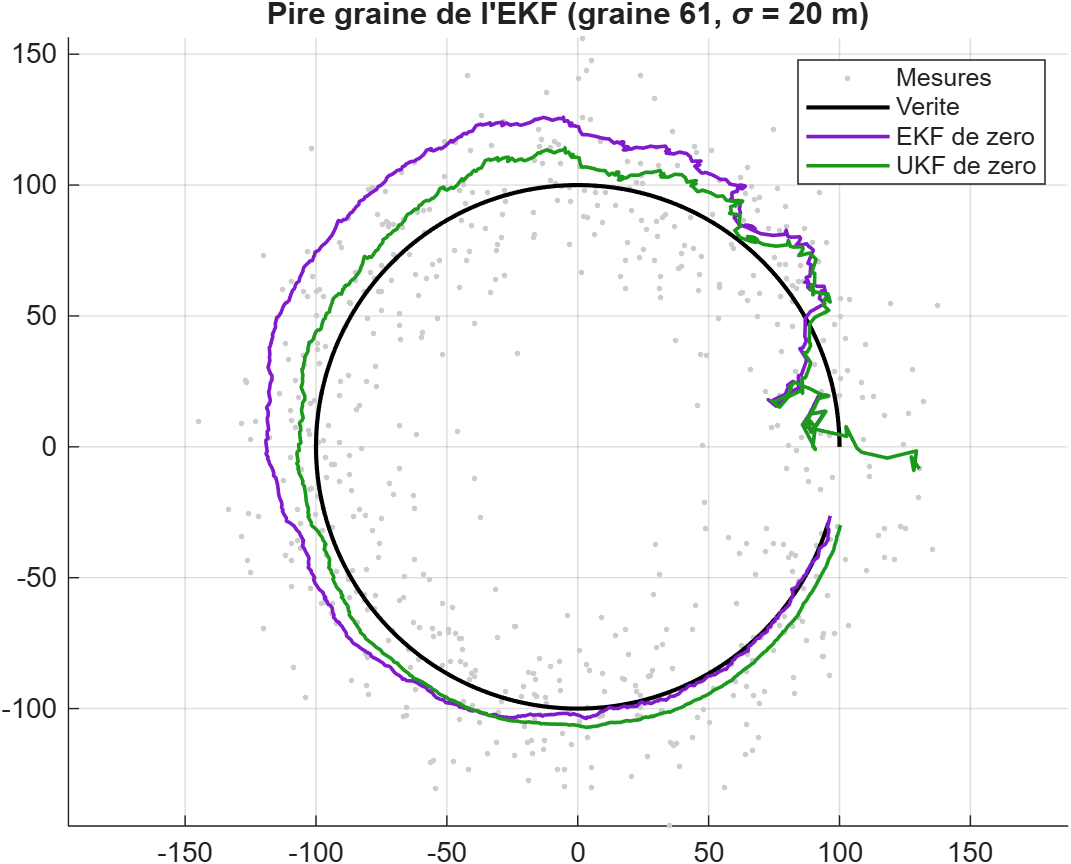 Pire graine de l'EKF (graine 61, σ = 20 m)
Mesures
Verite
EKF de zero
UKF de zero
150
100
50
0
-50
-100
-150 -100 -50 0 50 100 150